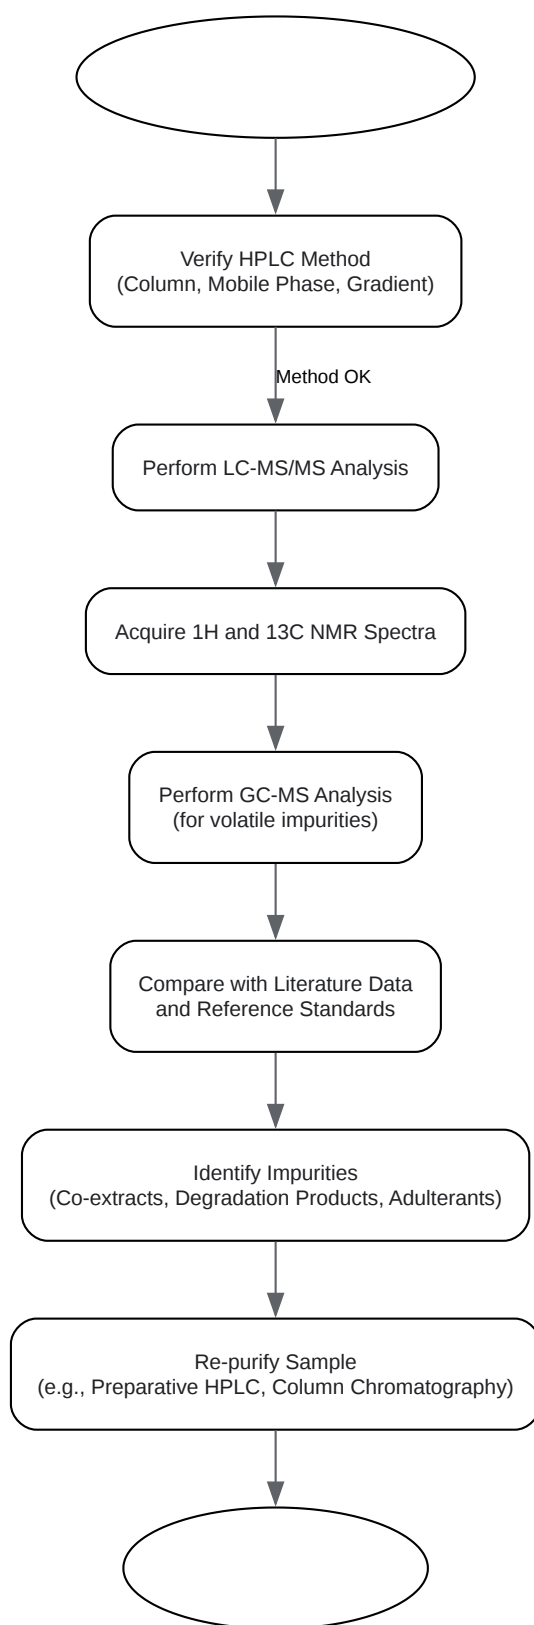 Verify HPLC Method
(Column, Mobile Phase, Gradient)
Method OK
Perform LC-MS/MS Analysis
Acquire 1H and 13C NMR Spectra
Perform GC-MS Analysis
(for volatile impurities)
Compare with Literature Data
and Reference Standards
Identify Impurities
(Co-extracts, Degradation Products, Adulterants)
Re-purify Sample
(e.g., Preparative HPLC, Column Chromatography)